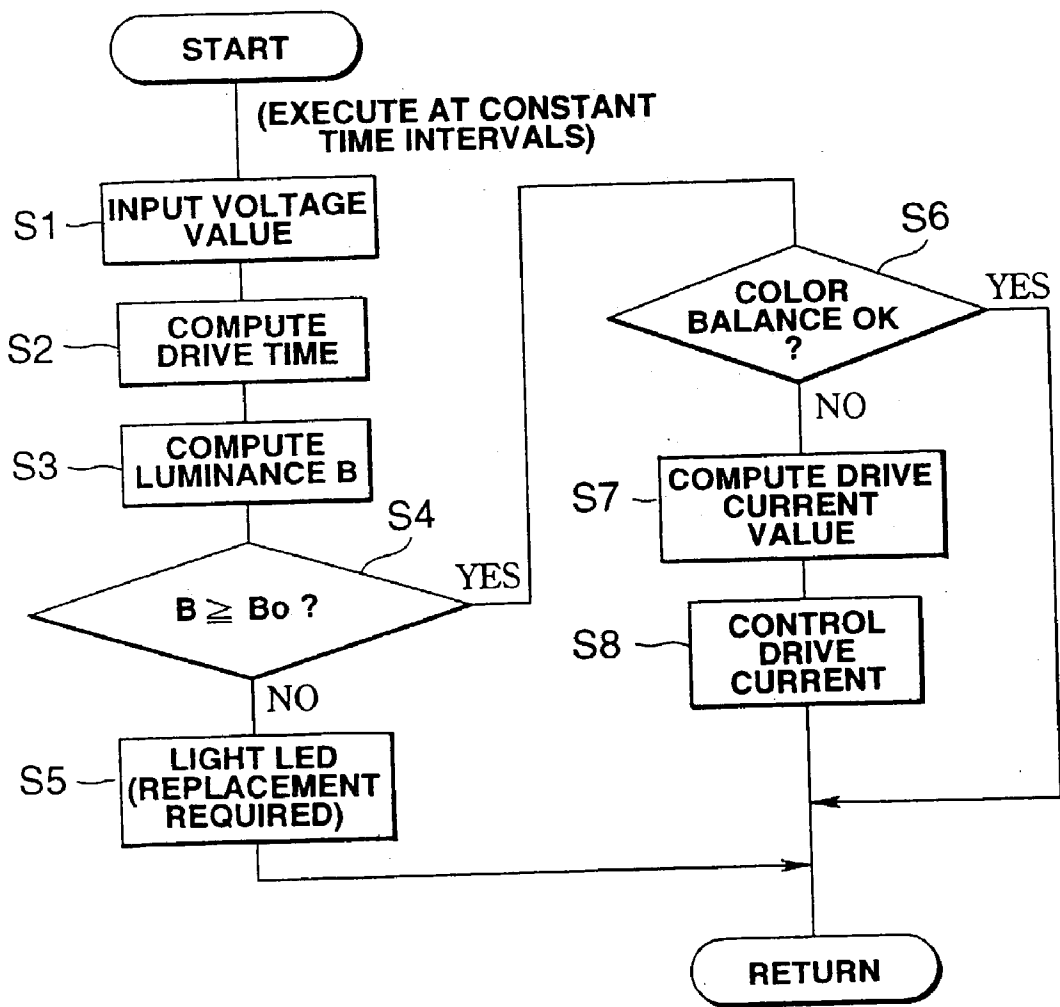 START
(EXECUTE AT CONSTANT
TIME INTERVALS)
S1
INPUT VOLTAGE
VALUE
S2
COMPUTE
DRIVE TIME
S3
COMPUTE
LUMINANCE B
S4
B ≧ Bo ?
YES
NO
S5
LIGHT LED
(REPLACEMENT
REQUIRED)
S6
COLOR
BALANCE OK
?
YES
NO
S7
COMPUTE DRIVE
CURRENT
VALUE
S8
CONTROL
DRIVE
CURRENT
RETURN